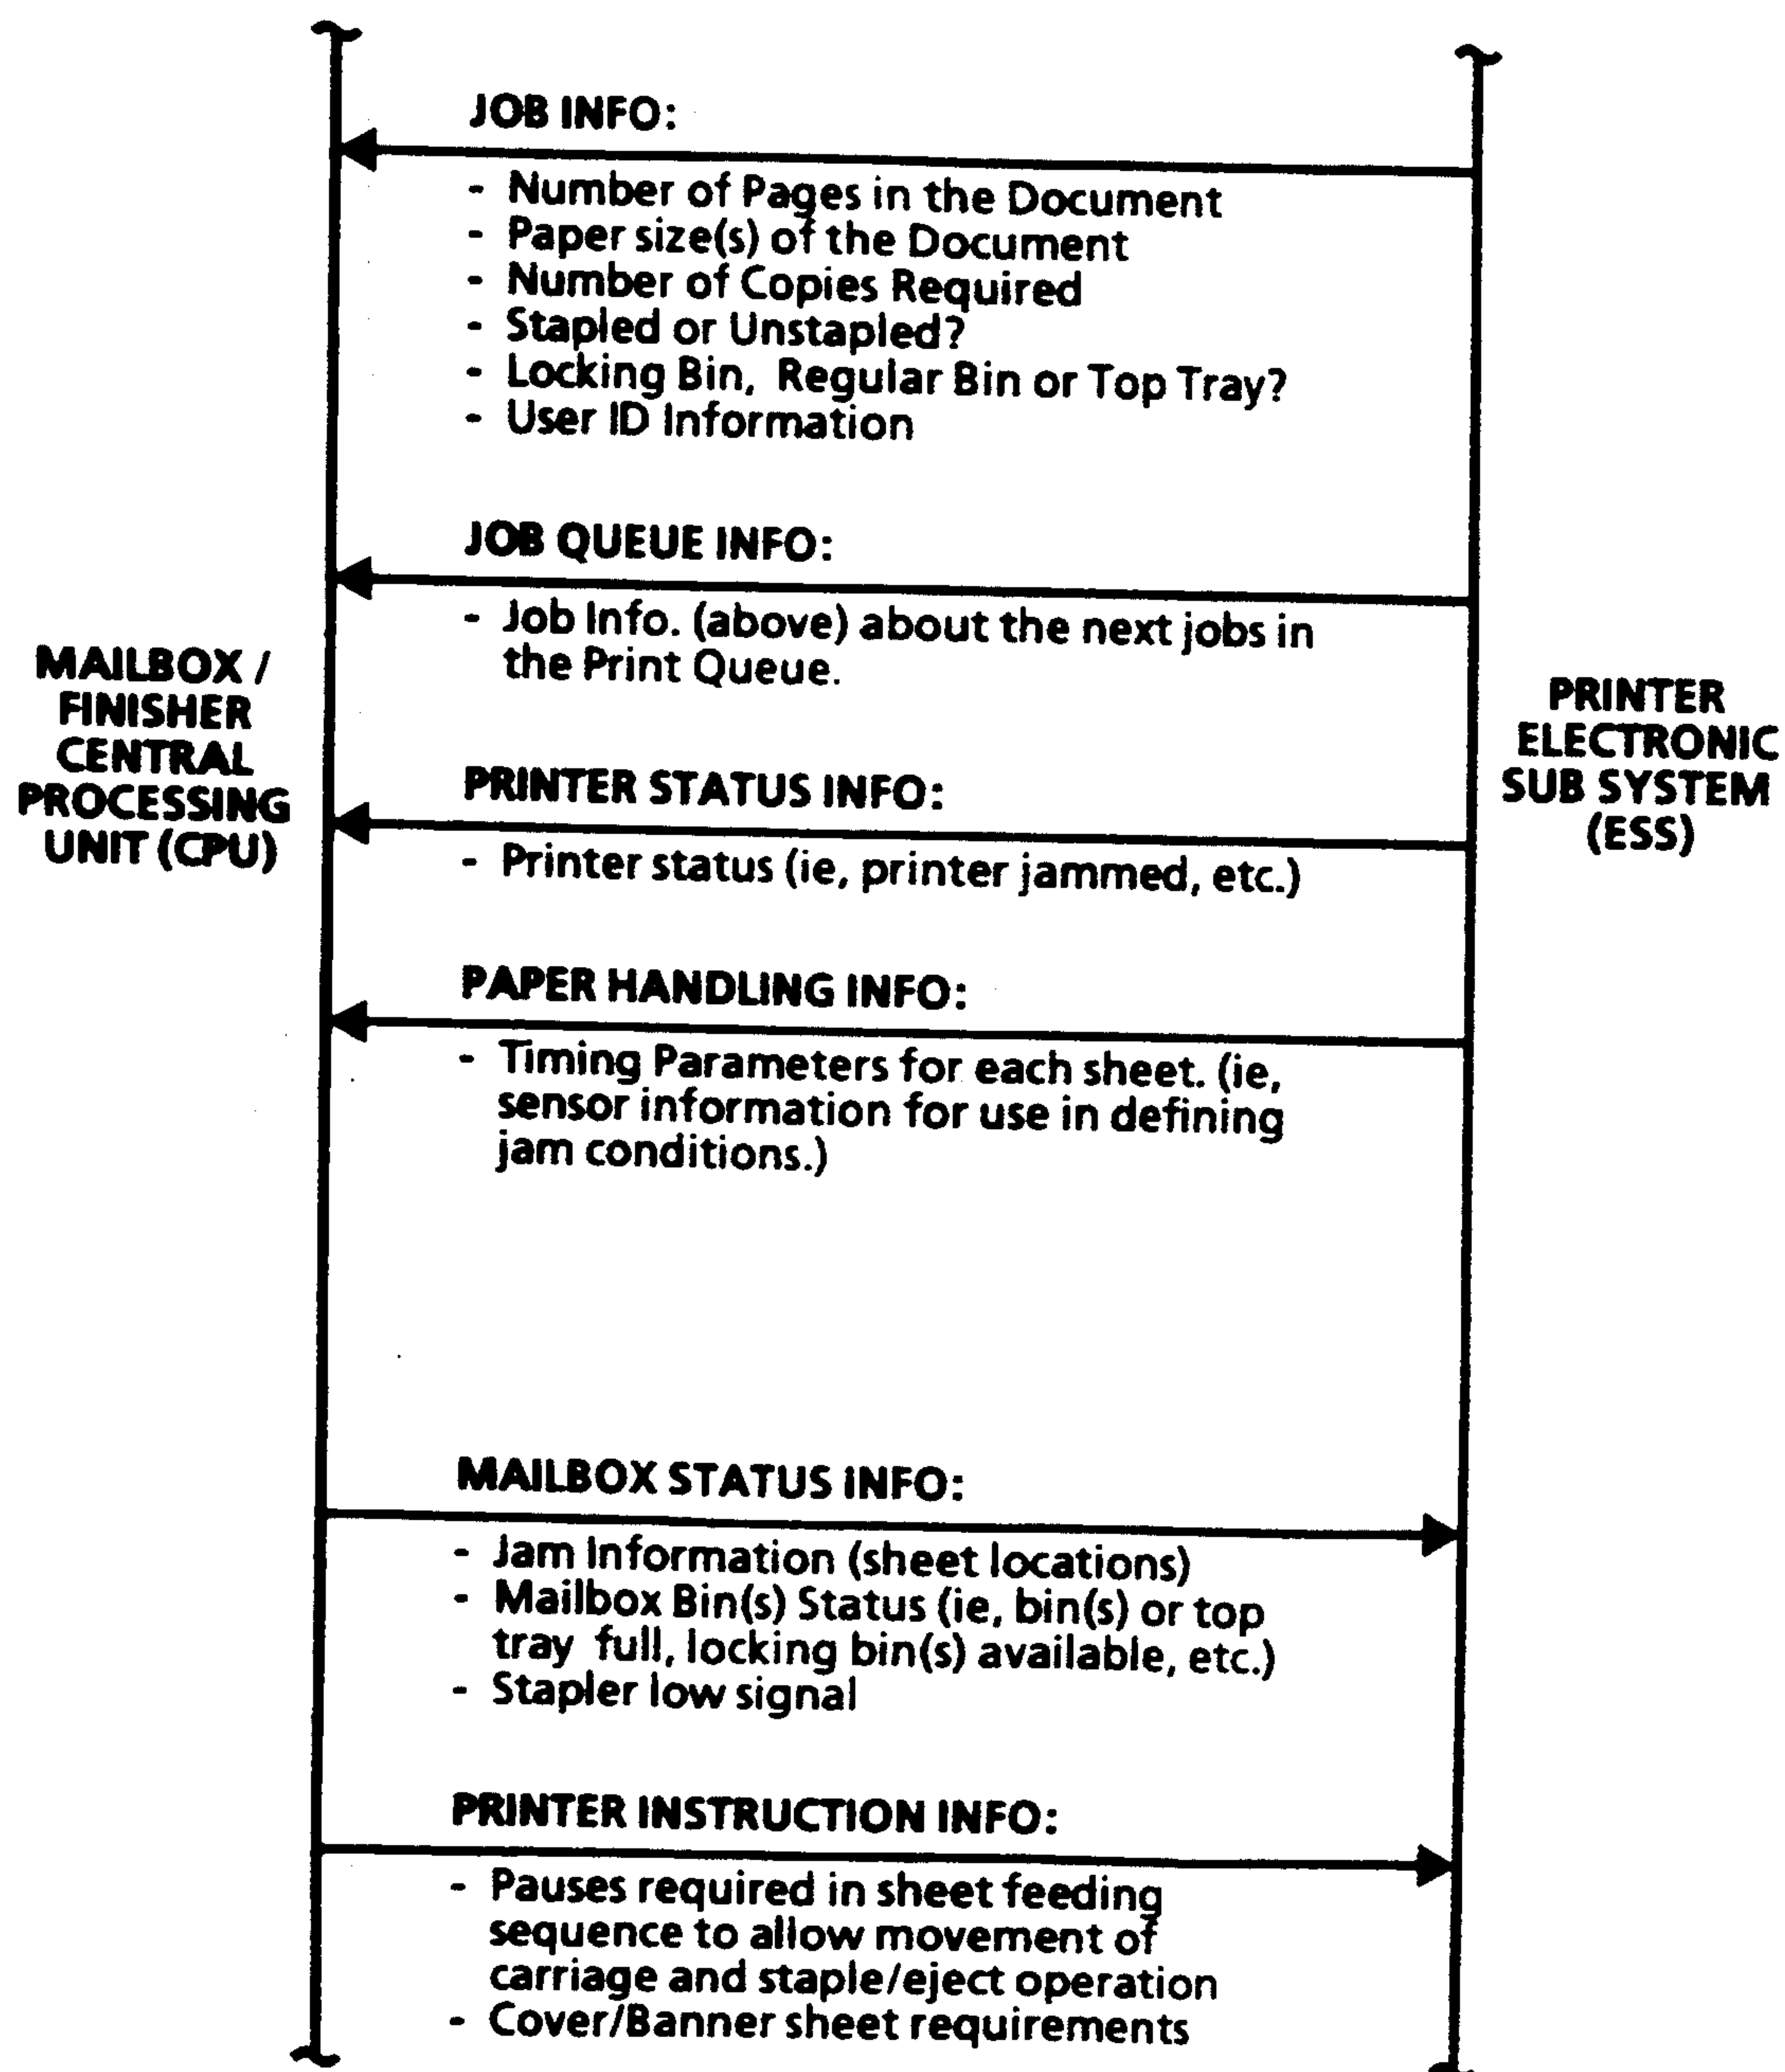 JOB INFO:
- Number of Pages in the Document
- Paper size(s) of the Document
- Number of Copies Required
- Stapled or Unstapled?
- Locking Bin, Regular Bin or Top Tray?
- User ID Information
JOB QUEUE INFO:
- Job Info. (above) about the next jobs in
the Print Queue.
MAILBOX /
FINISHER
CENTRAL
PROCESSING
UNIT (CPU)
PRINTER
ELECTRONIC
SUB SYSTEM
(ESS)
PRINTER STATUS INFO:
- Printer status (ie, printer jammed, etc.)
PAPER HANDLING INFO:
- Timing Parameters for each sheet. (ie,
sensor information for use in defining
jam conditions.)
MAILBOX STATUS INFO:
- Jam Information (sheet locations)
- Mailbox Bin(s) Status (ie, bin(s) or top
tray full, locking bin(s) available, etc.)
- Stapler low signal
PRINTER INSTRUCTION INFO:
- Pauses required in sheet feeding
sequence to allow movement of
carriage and staple/eject operation
- Cover/Banner sheet requirements